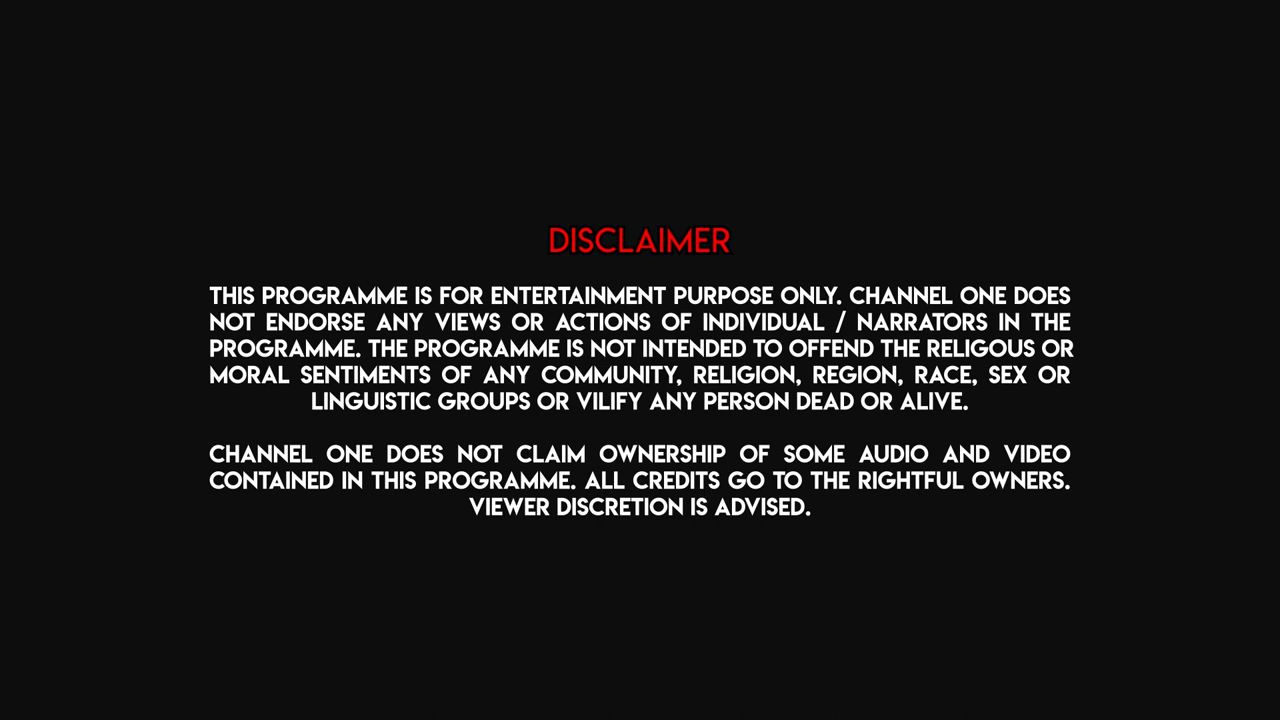 DISCLAIMER
THIS PROGRAMME IS FOR ENTERTAINMENT PURPOSE ONLY. CHANNEL ONE DOES
NOT ENDORSE ANY VIEWS OR ACTIONS OF INDIVIDUAL / NARRATORS IN THE
PROGRAMME. THE PROGRAMME IS NOT INTENDED TO OFFEND THE RELIGOUS OR
MORAL SENTIMENTS OF ANY COMMUNITY, RELIGION, REGION, RACE, SEX OR
LINGUISTIC GROUPS OR VILIFY ANY PERSON DEAD OR ALIVE.
CHANNEL ONE DOES NOT CLAIM OWNERSHIP OF SOME AUDIO AND VIDEO
CONTAINED IN THIS PROGRAMME. ALL CREDITS GO TO THE RIGHTFUL OWNERS.
VIEWER DISCRETION IS ADVISED.